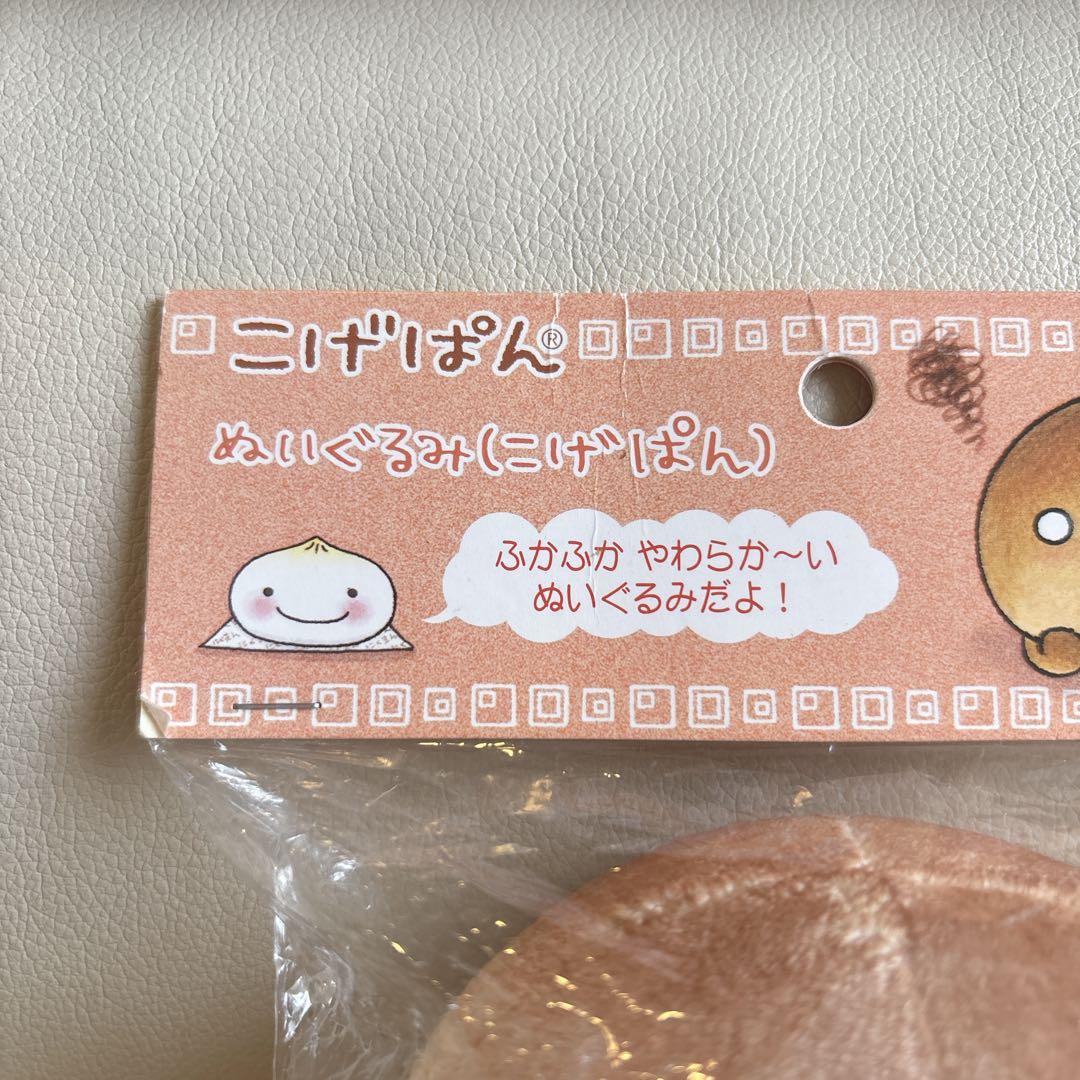 こげぱん®
ぬいぐるみ(こげぱん)
ふかふか やわらか〜い
ぬいぐるみだよ！